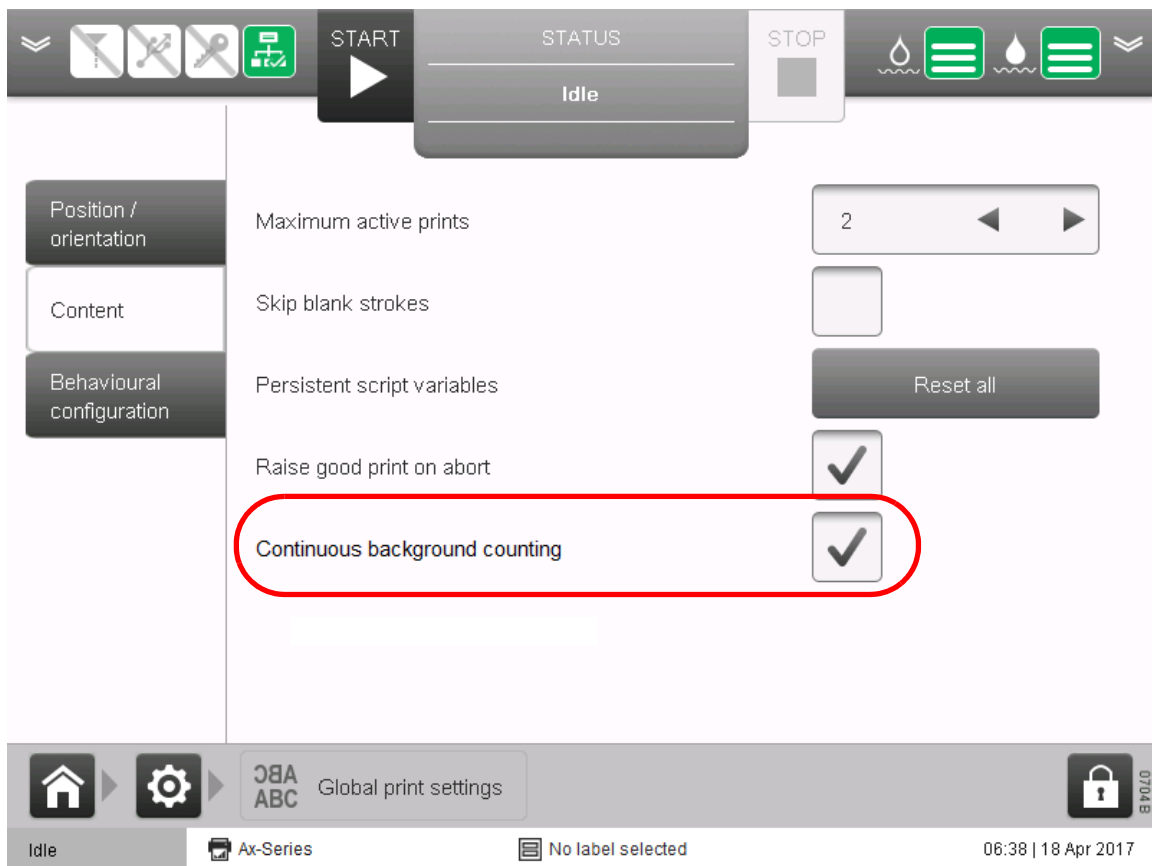 START
STATUS
STOP
Idle
Position /
orientation
Maximum active prints
2
Content
Skip blank strokes
Behavioural
configuration
Persistent script variables
Reset all
Raise good print on abort
Continuous background counting
ABC
ABC
Global print settings
0704B
Idle
Ax-Series
No label selected
06:38 | 18 Apr 2017